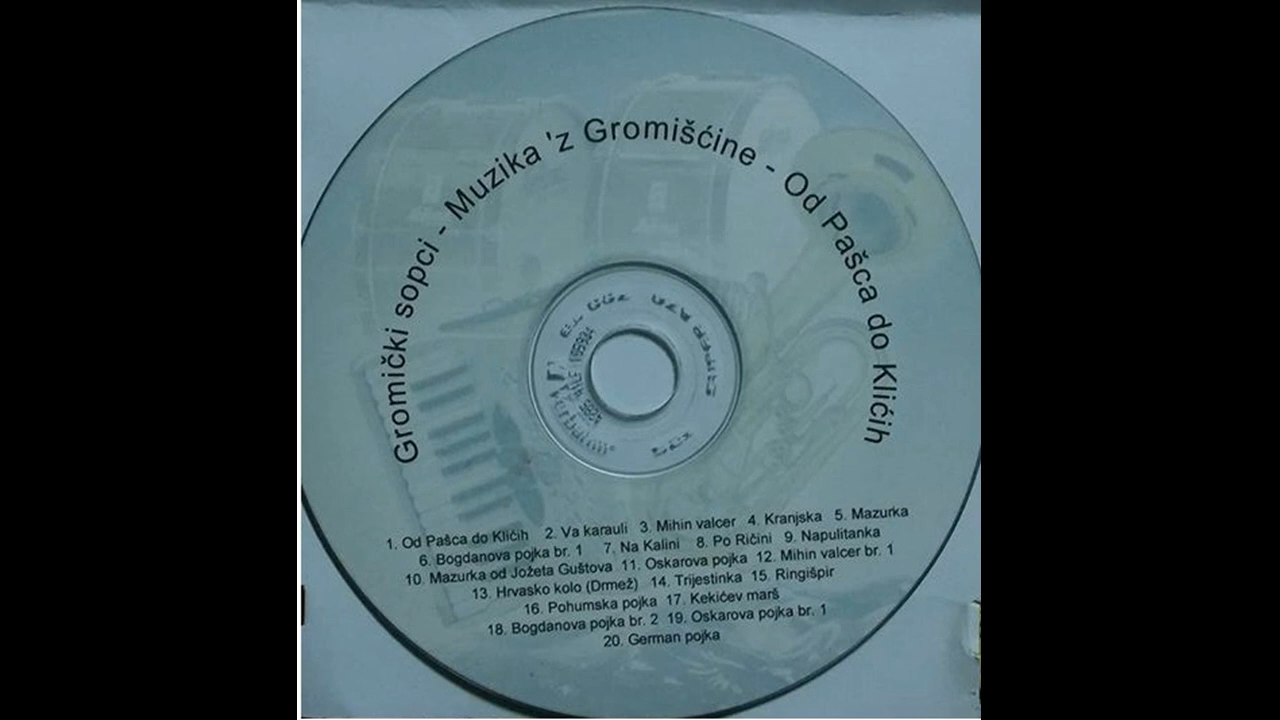 Gromički sopci - Muzika 'z Gromišćine - Od Pašca do Klićih
1. Od Pašca do Klićih 2. Va karauli 3. Mihin valcer 4. Kranjska 5. Mazurka
6. Bogdanova pojka br. 1 7. Na Kalini 8. Po Ričini 9. Napulitanka
10. Mazurka od Jožeta Guštova 11. Oskarova pojka 12. Mihin valcer br. 1
13. Hrvasko kolo (Drmež) 14. Trijestinka 15. Ringišpir
16. Pohumska pojka 17. Kekićev marš
18. Bogdanova pojka br. 2 19. Oskarova pojka br. 1
20. German pojka